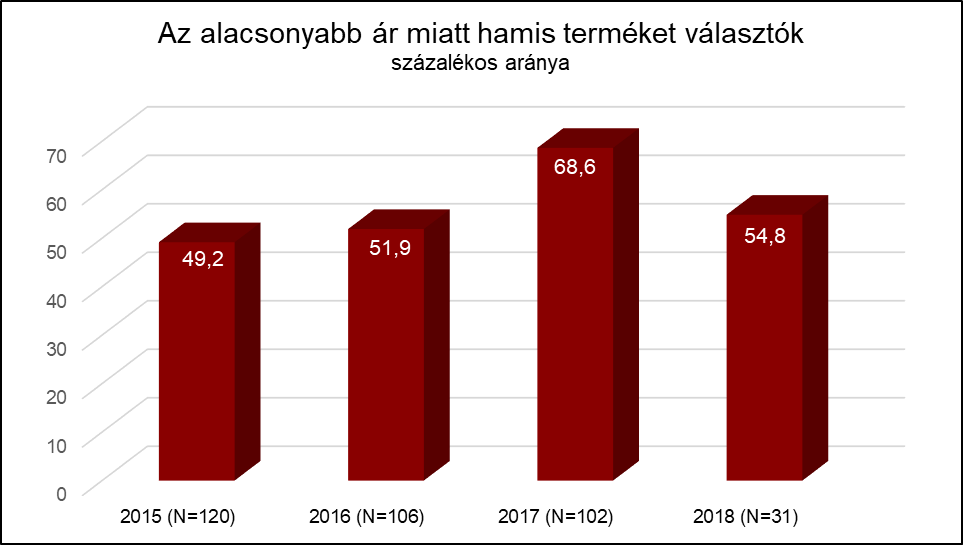 Az alacsonyabb ár miatt hamis terméket választók
százalékos aránya
70
60
50
40
30
20
10
0
49,2
51,9
68,6
54,8
2015 (N=120)
2016 (N=106)
2017 (N=102)
2018 (N=31)